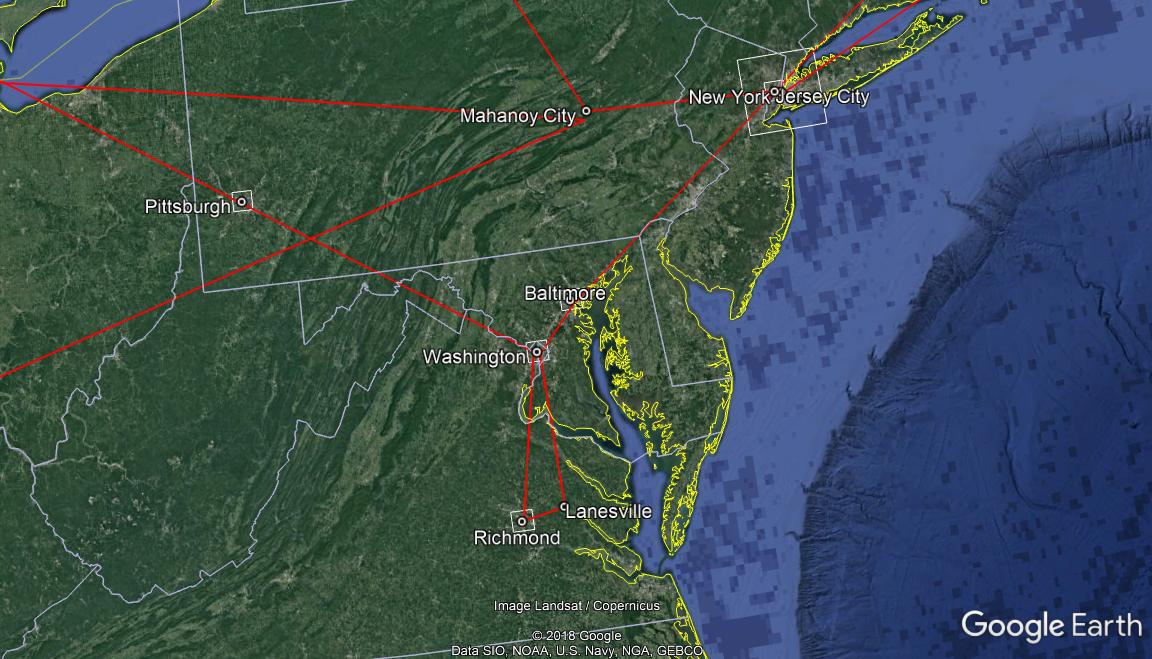 New York
Jersey City
Mahanoy City
Pittsburgh
Baltimore
Washington
Lanesville
Richmond
Image Landsat / Copernicus
© 2018 Google
Data SIO, NOAA, U.S. Navy, NGA, GEBCO
Google Earth